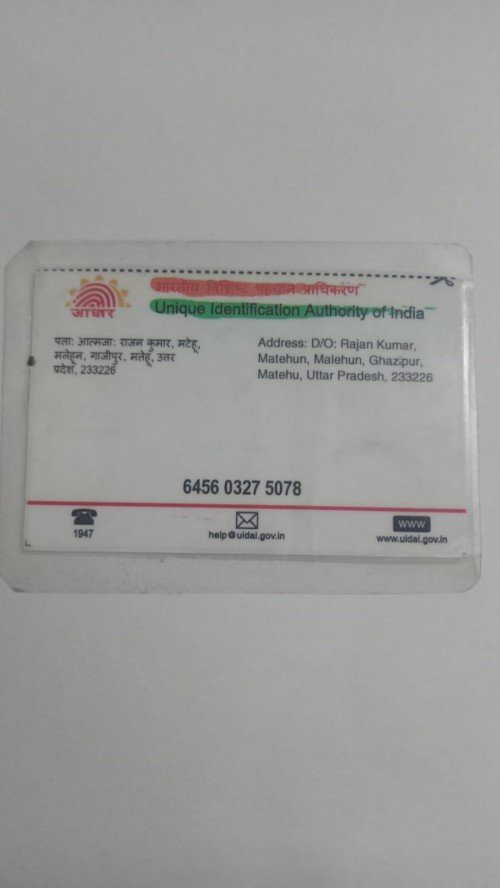 भारतीय विशिष्ट पहचान प्राधिकरण
Unique Identification Authority of India
आधार
पता: आत्मजा: राजन कुमार, मटेहू,
मलेहून, गाजीपुर, मतेहू, उत्तर
प्रदेश, 233226
Address: D/O: Rajan Kumar,
Matehun, Malehun, Ghazipur,
Matehu, Uttar Pradesh, 233226
6456 0327 5078
1947
help@uidai.gov.in
www
www.uidai.gov.in